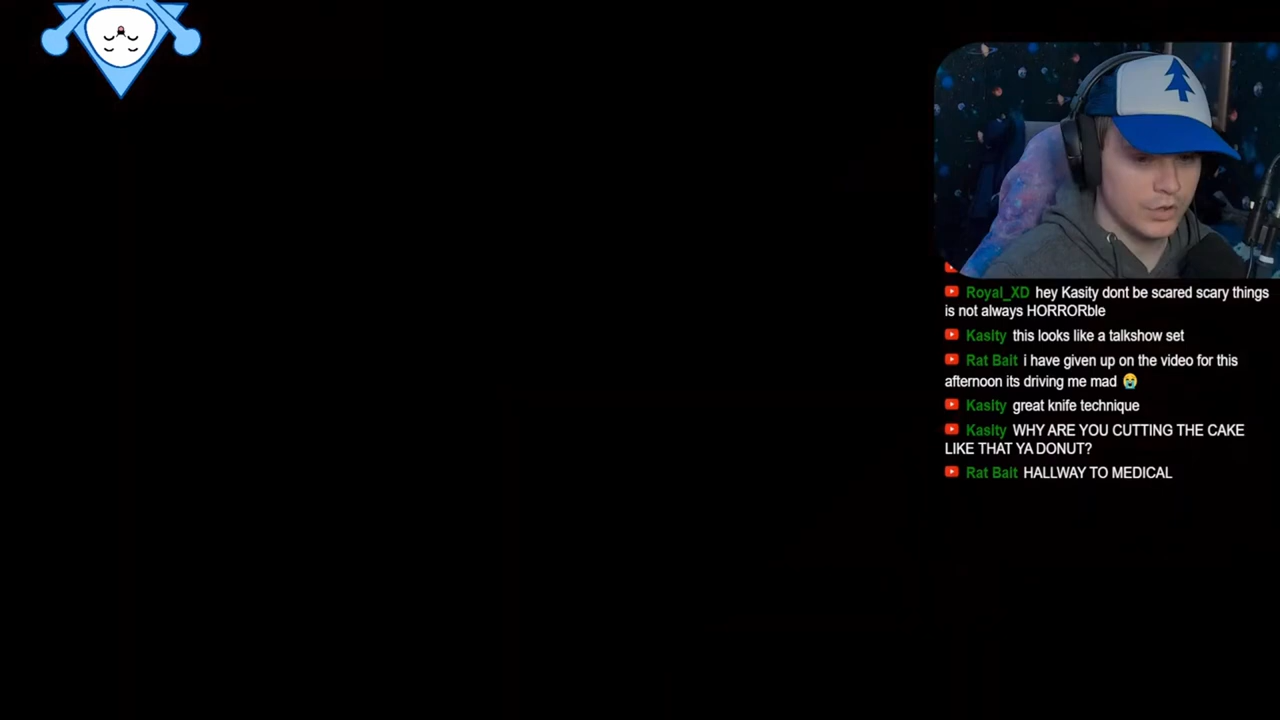 Royal_XD hey Kasity dont be scared scary things
is not always HORRORble
Kasity this looks like a talkshow set
Rat Bait i have given up on the video for this
afternoon its driving me mad 😭
Kasity great knife technique
Kasity WHY ARE YOU CUTTING THE CAKE
LIKE THAT YA DONUT?
Rat Bait HALLWAY TO MEDICAL